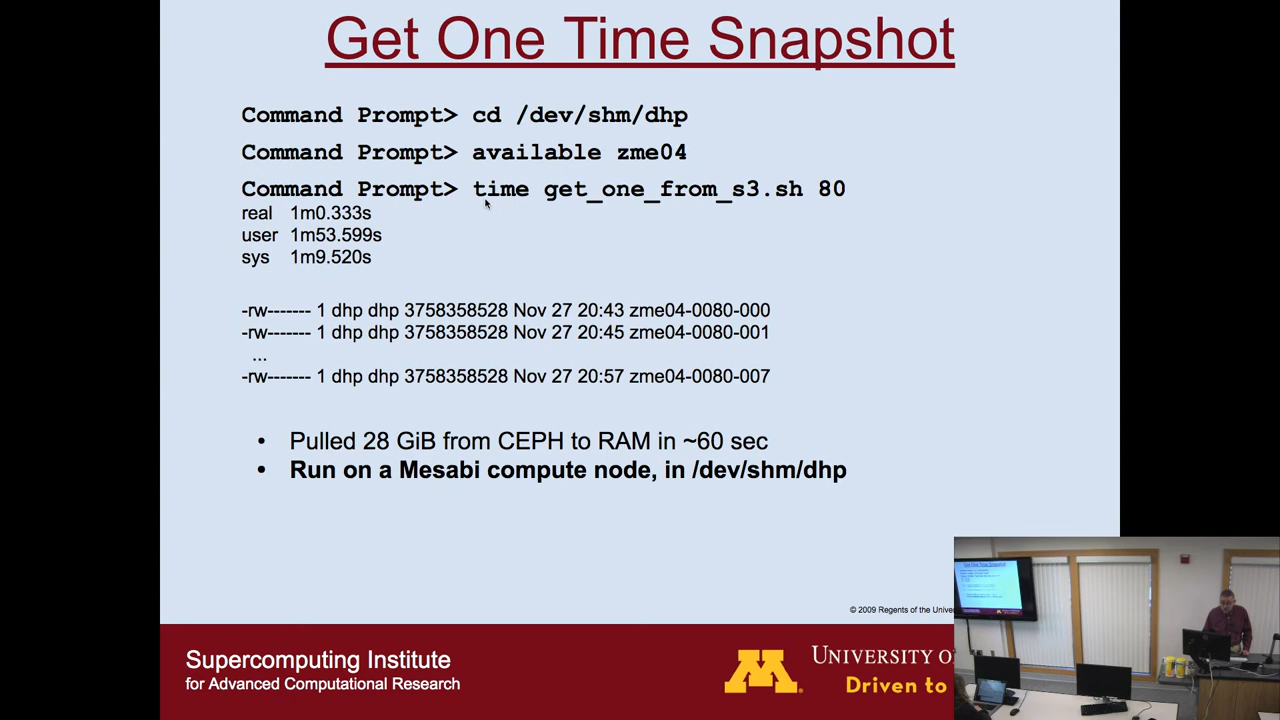 Get One Time Snapshot
Command Prompt> cd /dev/shm/dhp
Command Prompt> available zme04
Command Prompt> time get_one_from_s3.sh 80
real 1m0.333s
user 1m53.599s
sys 1m9.520s
-rw------- 1 dhp dhp 3758358528 Nov 27 20:43 zme04-0080-000
-rw------- 1 dhp dhp 3758358528 Nov 27 20:45 zme04-0080-001
...
-rw------- 1 dhp dhp 3758358528 Nov 27 20:57 zme04-0080-007
• Pulled 28 GiB from CEPH to RAM in ~60 sec
• Run on a Mesabi compute node, in /dev/shm/dhp
© 2009 Regents of the
Supercomputing Institute
for Advanced Computational Research
M
UNIVERSITY
Driven to
Get One Time Snapshot